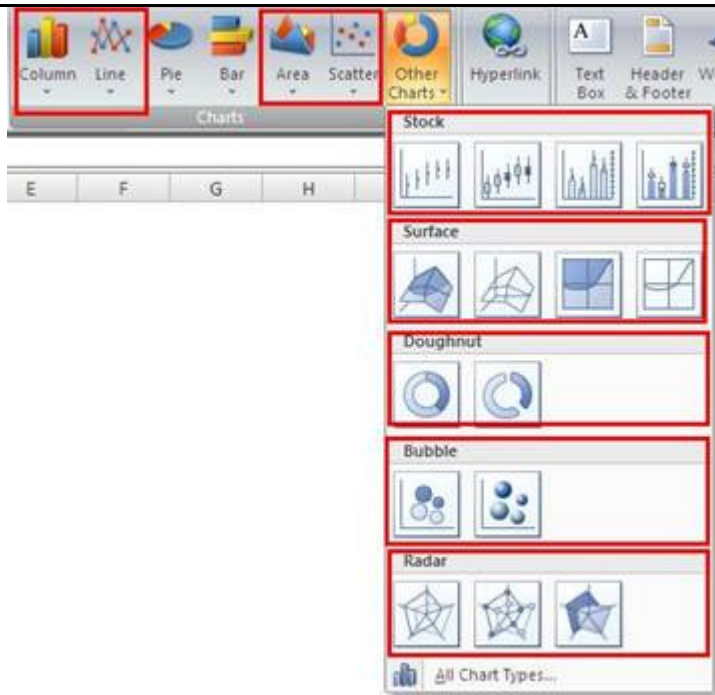 Column Line Pie Bar Area Scatter Other Charts Hyperlink Text Box Header & Footer
Charts
E F G H
Stock
Surface
Doughnut
Bubble
Radar
All Chart Types...